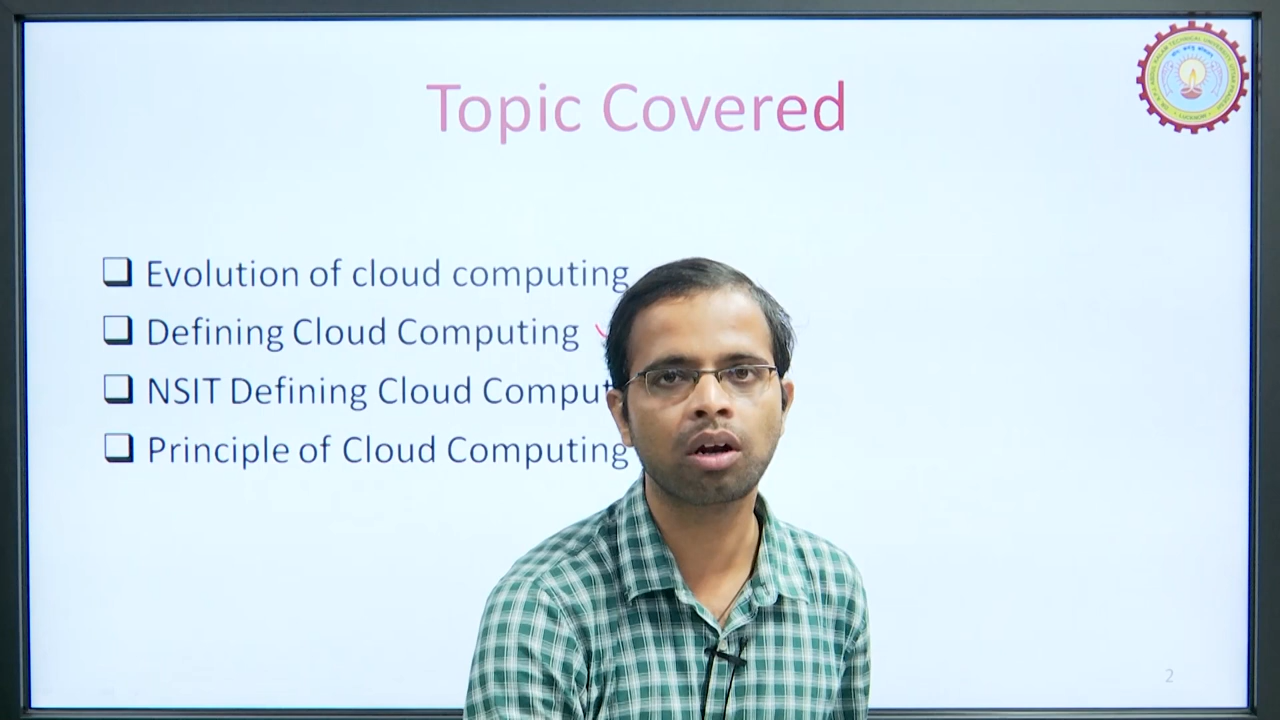 Topic Covered
Evolution of cloud computing
Defining Cloud Computing
NSIT Defining Cloud Comput
Principle of Cloud Computing
2